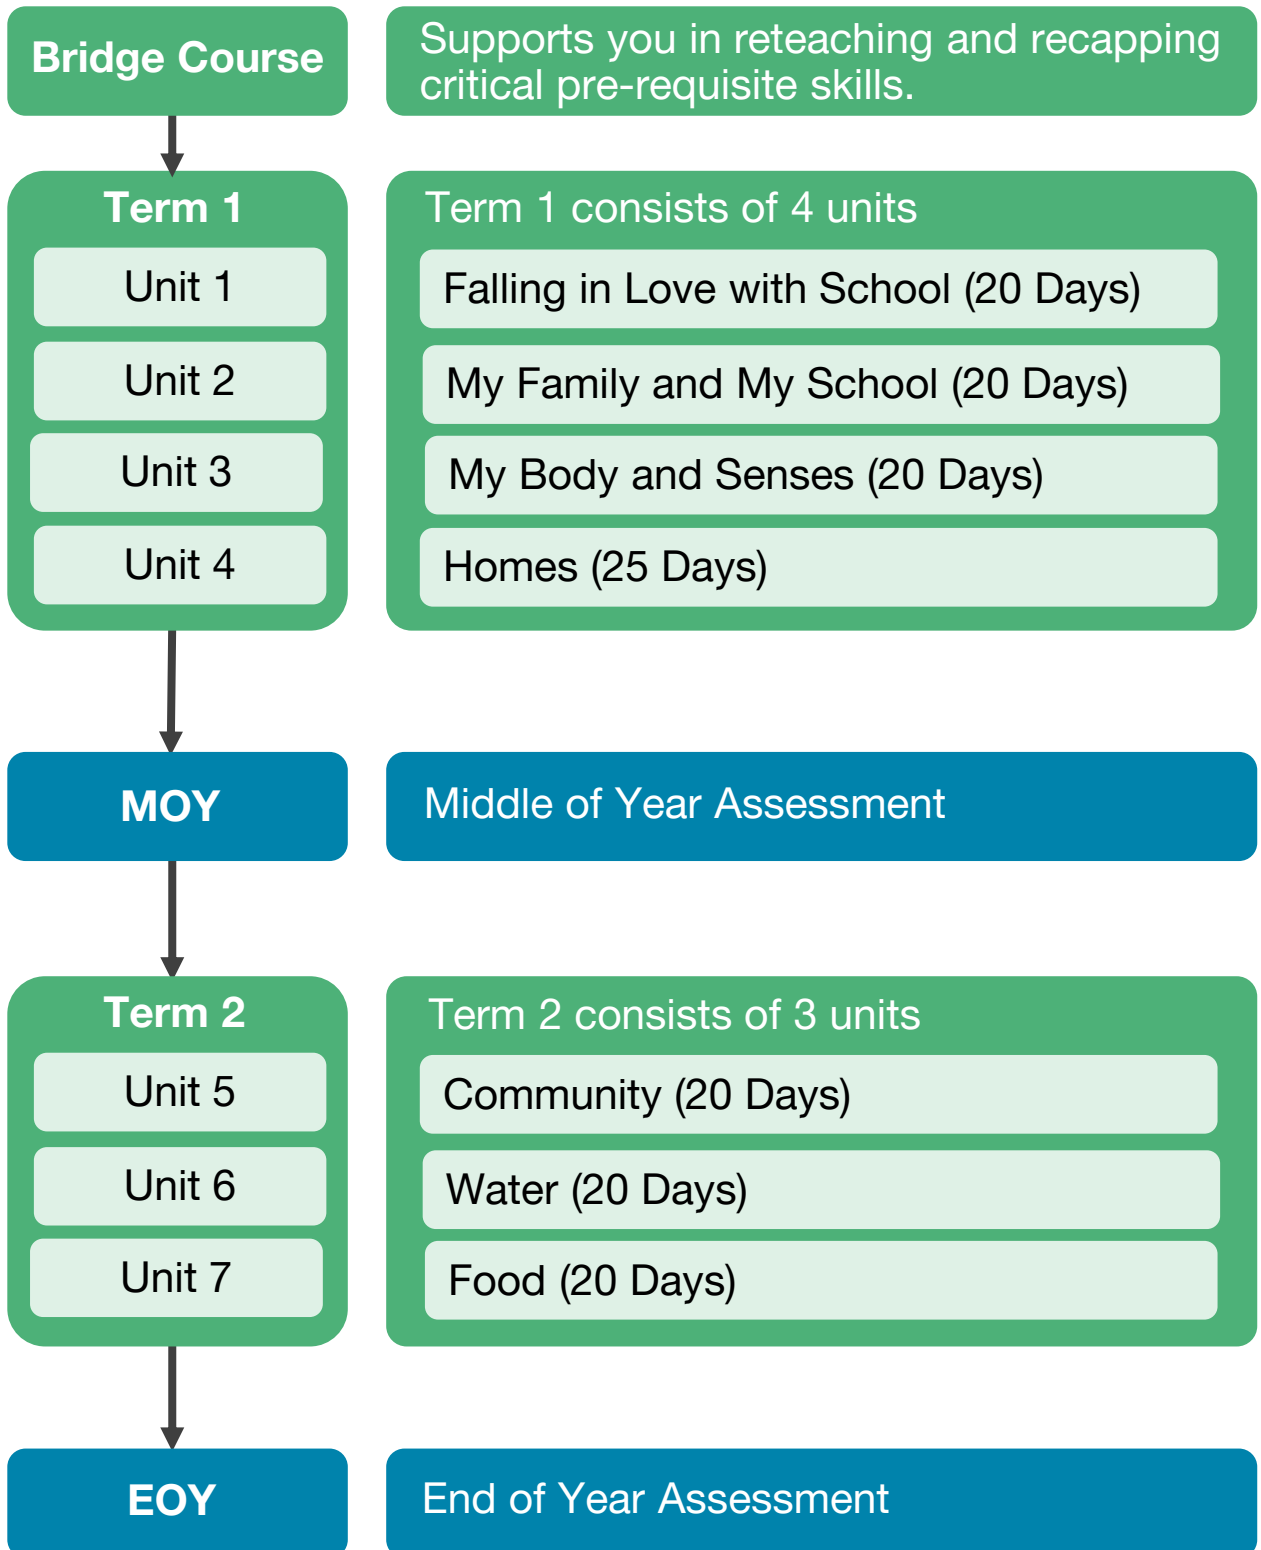 Bridge Course
Supports you in reteaching and recapping
critical pre-requisite skills.
Term 1
Term 1 consists of 4 units
Unit 1
Falling in Love with School (20 Days)
Unit 2
My Family and My School (20 Days)
Unit 3
My Body and Senses (20 Days)
Unit 4
Homes (25 Days)
MOY
Middle of Year Assessment
Term 2
Term 2 consists of 3 units
Unit 5
Community (20 Days)
Unit 6
Water (20 Days)
Unit 7
Food (20 Days)
EOY
End of Year Assessment